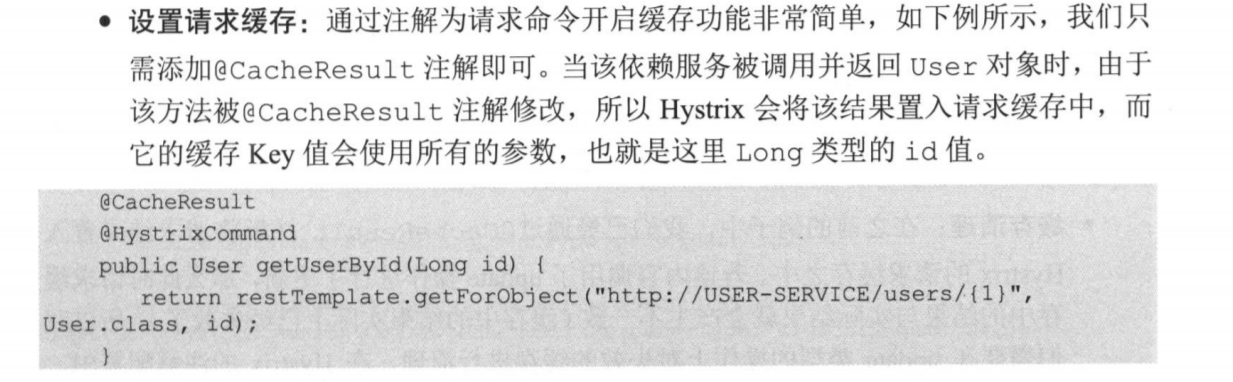 • 设置请求缓存：通过注解为请求命令开启缓存功能非常简单，如下例所示，我们只
需添加@CacheResult 注解即可。当该依赖服务被调用并返回 User 对象时，由于
该方法被@CacheResult 注解修改，所以 Hystrix 会将该结果置入请求缓存中，而
它的缓存 Key 值会使用所有的参数，也就是这里 Long 类型的 id 值。
@CacheResult
@HystrixCommand
public User getUserById(Long id) {
return restTemplate.getForObject("http://USER-SERVICE/users/{1}",
User.class, id);
}